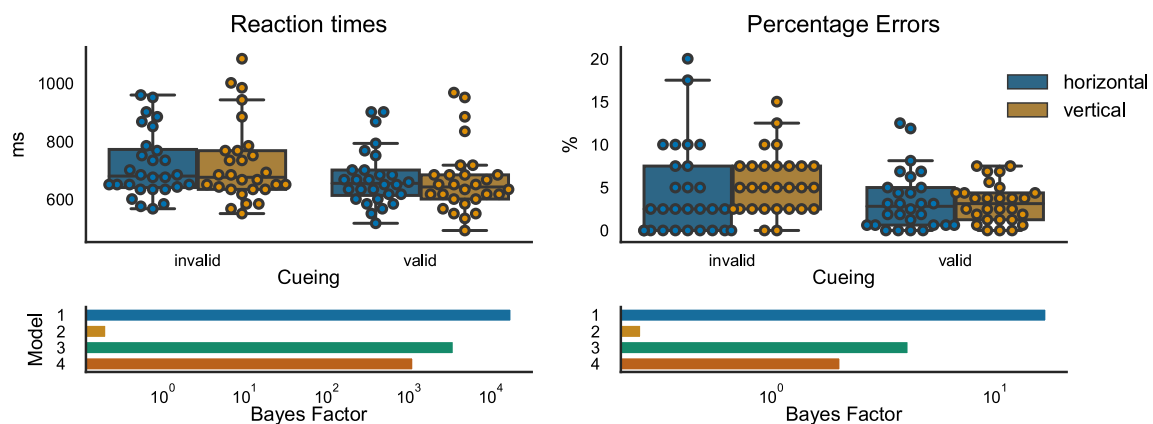 Reaction times
ms
1000
800
600
invalid
valid
Cueing
Model
1
2
3
4
10^0
10^1
10^2
10^3
10^4
Bayes Factor
Percentage Errors
%
20
15
10
5
0
horizontal
vertical
invalid
valid
Cueing
1
2
3
4
10^0
10^1
Bayes Factor